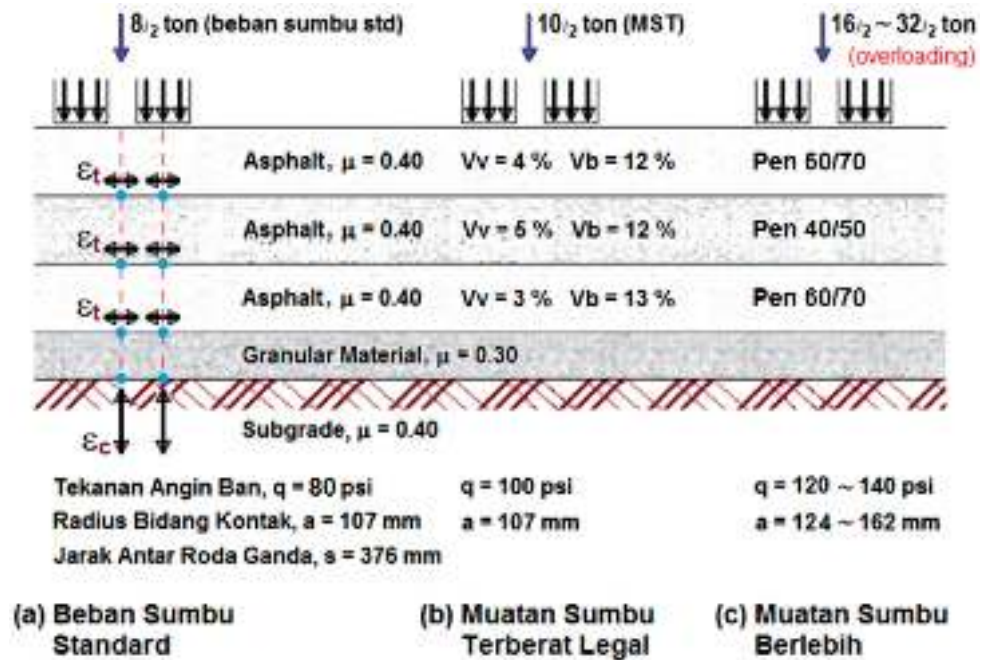 8/2 ton (beban sumbu std) 10/2 ton (MST) 16/2 ~ 32/2 ton
(overloading)
εt Asphalt, μ = 0.40 Vv = 4 % Vb = 12 % Pen 60/70
εt Asphalt, μ = 0.40 Vv = 5 % Vb = 12 % Pen 40/50
εt Asphalt, μ = 0.40 Vv = 3 % Vb = 13 % Pen 60/70
Granular Material, μ = 0.30
εc Subgrade, μ = 0.40
Tekanan Angin Ban, q = 80 psi q = 100 psi q = 120 ~ 140 psi
Radius Bidang Kontak, a = 107 mm a = 107 mm a = 124 ~ 162 mm
Jarak Antar Roda Ganda, s = 376 mm
(a) Beban Sumbu (b) Muatan Sumbu (c) Muatan Sumbu
Standard Terberat Legal Berlebih